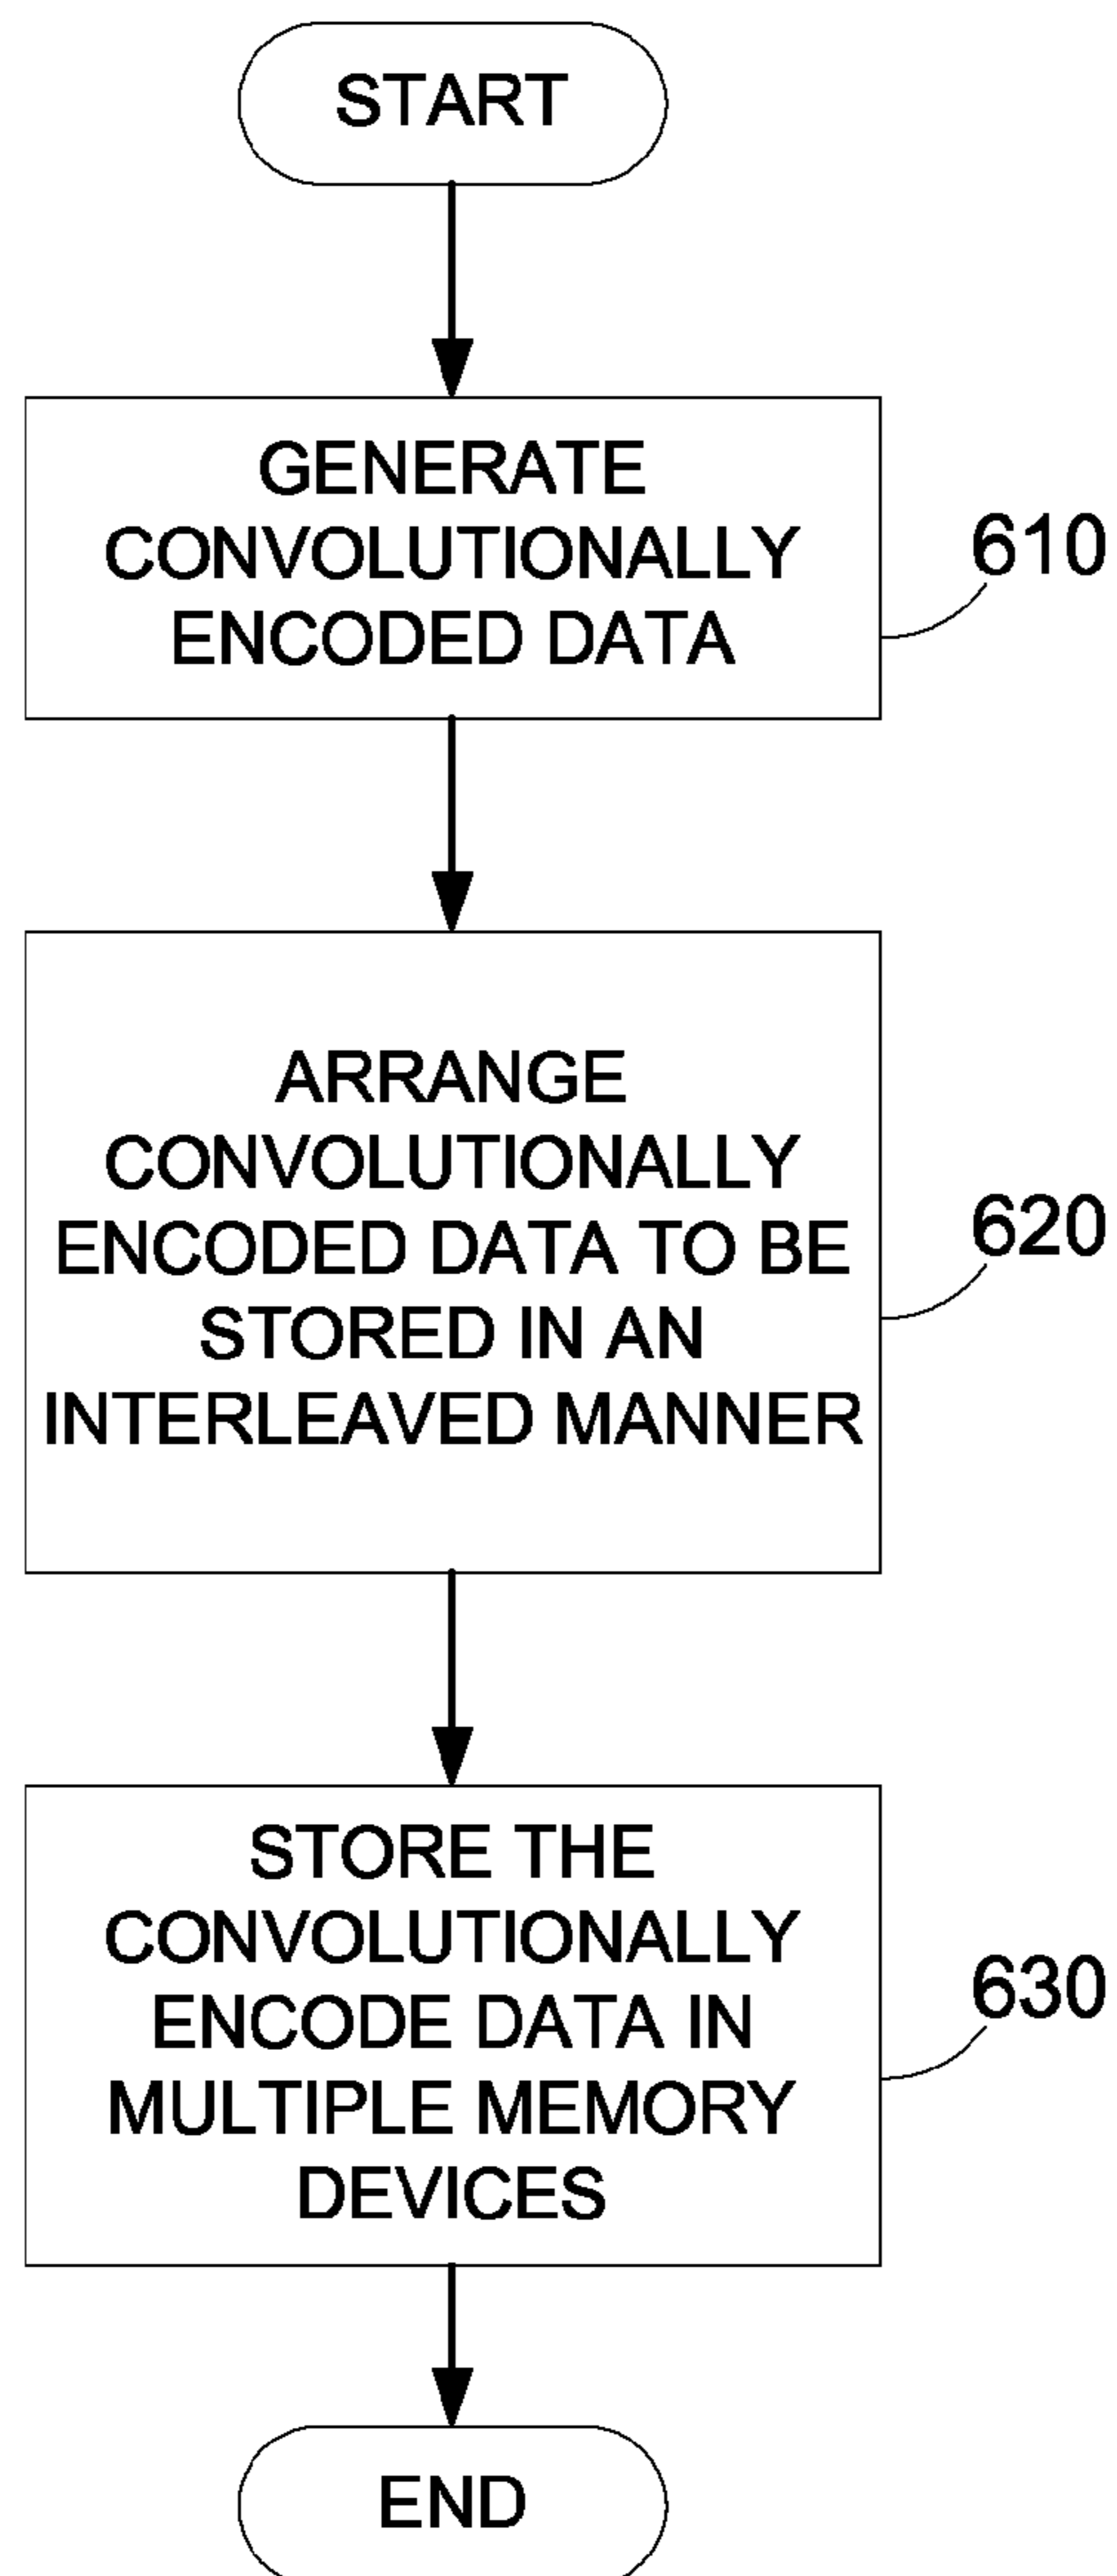 START
GENERATE
CONVOLUTIONALLY
ENCODED DATA
610
ARRANGE
CONVOLUTIONALLY
ENCODED DATA TO BE
STORED IN AN
INTERLEAVED MANNER
620
STORE THE
CONVOLUTIONALLY
ENCODE DATA IN
MULTIPLE MEMORY
DEVICES
630
END